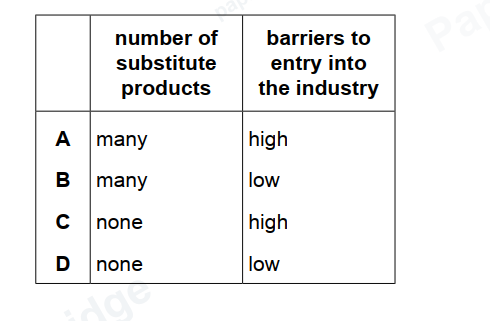 number of substitute products barriers to entry into the industry
A many high
B many low
C none high
D none low